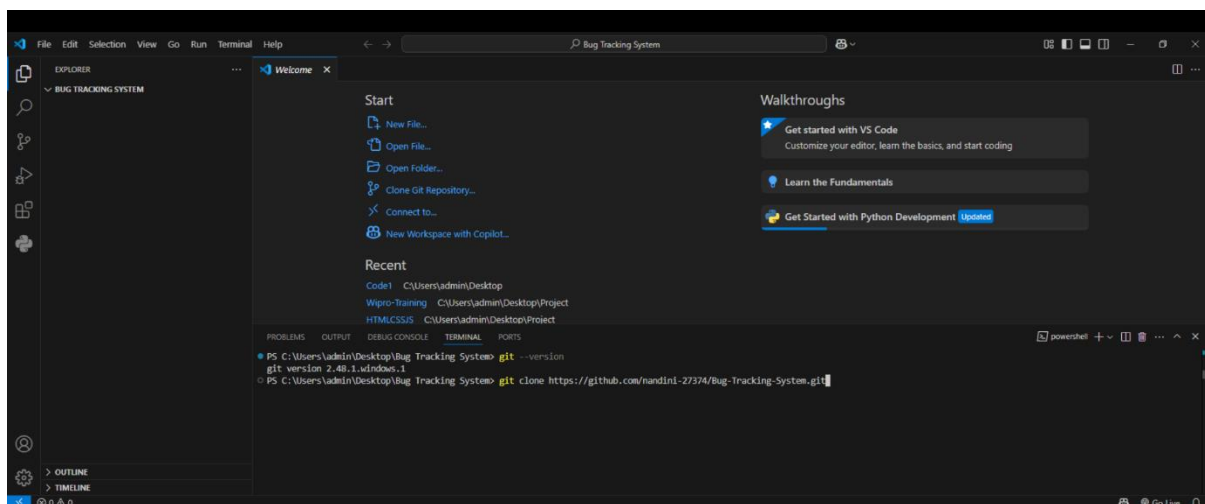 File Edit Selection View Go Run Terminal Help
Bug Tracking System
EXPLORER
Welcome
BUG TRACKING SYSTEM
Start
New File...
Open File...
Open Folder...
Clone Git Repository...
Connect to...
New Workspace with Copilot...
Recent
Code1 C:\Users\admin\Desktop
Wipro-Training C:\Users\admin\Desktop\Project
HTMLCSSJS C:\Users\admin\Desktop\Project
Walkthroughs
Get started with VS Code
Customize your editor, learn the basics, and start coding
Learn the Fundamentals
Get Started with Python Development Updated
PROBLEMS OUTPUT DEBUG CONSOLE TERMINAL PORTS
powershell
PS C:\Users\admin\Desktop\Bug Tracking System> git --version
git version 2.48.1.windows.1
PS C:\Users\admin\Desktop\Bug Tracking System> git clone https://github.com/nandini-27374/Bug-Tracking-System.git
OUTLINE
TIMELINE
0 0
Go Live